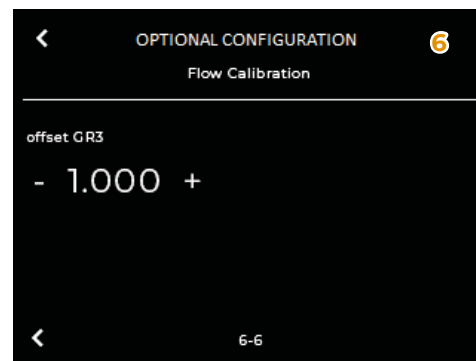 OPTIONAL CONFIGURATION
6
Flow Calibration
offset GR3
- 1.000 +
6-6